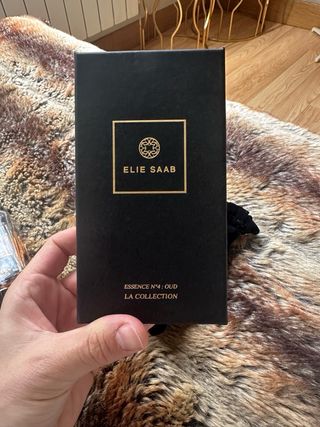 ELIE SAAB
ESSENCE N°4 : OUD
LA COLLECTION